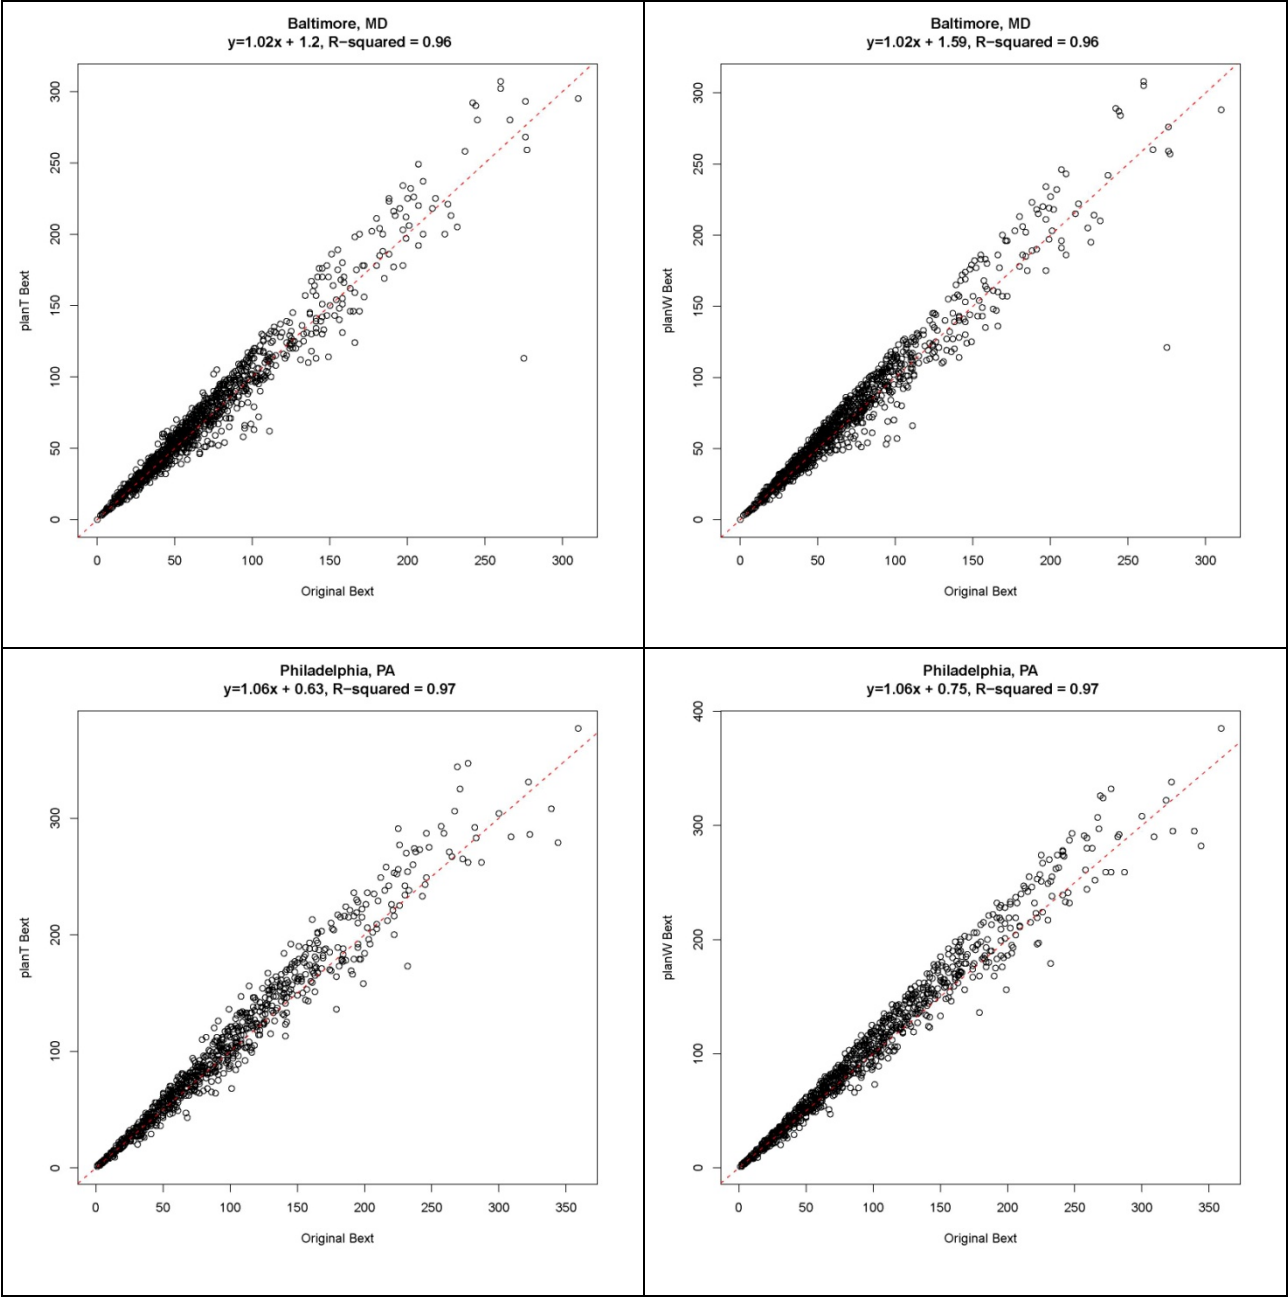 Baltimore, MD
y=1.02x + 1.2, R−squared = 0.96
planT Bext
300
250
200
150
100
50
0
0 50 100 150 200 250 300
Original Bext
Baltimore, MD
y=1.02x + 1.59, R−squared = 0.96
planW Bext
300
250
200
150
100
50
0
0 50 100 150 200 250 300
Original Bext
Philadelphia, PA
y=1.06x + 0.63, R−squared = 0.97
planT Bext
300
200
100
0
0 50 100 150 200 250 300 350
Original Bext
Philadelphia, PA
y=1.06x + 0.75, R−squared = 0.97
planW Bext
400
300
200
100
0
0 50 100 150 200 250 300 350
Original Bext